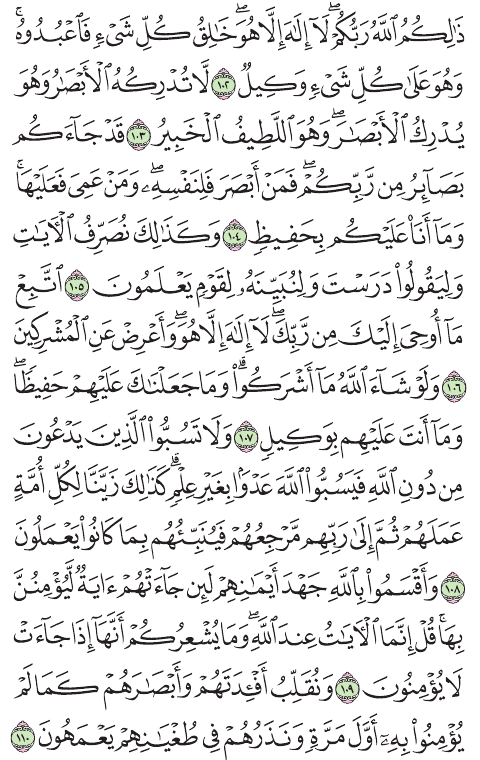 ذَٰلِكُمُ ٱللَّهُ رَبُّكُمْ ۖ لَآ إِلَٰهَ إِلَّا هُوَ ۖ خَٰلِقُ كُلِّ شَىْءٍ فَٱعْبُدُوهُ ۚ
وَهُوَ عَلَىٰ كُلِّ شَىْءٍ وَكِيلٌ ١٠٢ لَّا تُدْرِكُهُ ٱلْأَبْصَٰرُ وَهُوَ
يُدْرِكُ ٱلْأَبْصَٰرَ ۖ وَهُوَ ٱللَّطِيفُ ٱلْخَبِيرُ ١٠٣ قَدْ جَآءَكُم
بَصَآئِرُ مِن رَّبِّكُمْ ۖ فَمَنْ أَبْصَرَ فَلِنَفْسِهِۦ ۖ وَمَنْ عَمِىَ فَعَلَيْهَا ۚ
وَمَآ أَنَا۠ عَلَيْكُم بِحَفِيظٍ ١٠٤ وَكَذَٰلِكَ نُصَرِّفُ ٱلْءَايَٰتِ
وَلِيَقُولُوا۟ دَرَسْتَ وَلِنُبَيِّنَهُۥ لِقَوْمٍ يَعْلَمُونَ ١٠٥ ٱتَّبِعْ
مَآ أُوحِىَ إِلَيْكَ مِن رَّبِّكَ ۖ لَآ إِلَٰهَ إِلَّا هُوَ ۖ وَأَعْرِضْ عَنِ ٱلْمُشْرِكِينَ
١٠٦ وَلَوْ شَآءَ ٱللَّهُ مَآ أَشْرَكُوا۟ ۗ وَمَا جَعَلْنَٰكَ عَلَيْهِمْ حَفِيظًا ۖ
وَمَآ أَنتَ عَلَيْهِم بِوَكِيلٍ ١٠٧ وَلَا تَسُبُّوا۟ ٱلَّذِينَ يَدْعُونَ
مِن دُونِ ٱللَّهِ فَيَسُبُّوا۟ ٱللَّهَ عَدْوًۢا بِغَيْرِ عِلْمٍ ۗ كَذَٰلِكَ زَيَّنَّا لِكُلِّ أُمَّةٍ
عَمَلَهُمْ ثُمَّ إِلَىٰ رَبِّهِم مَّرْجِعُهُمْ فَيُنَبِّئُهُم بِمَا كَانُوا۟ يَعْمَلُونَ
١٠٨ وَأَقْسَمُوا۟ بِٱللَّهِ جَهْدَ أَيْمَٰنِهِمْ لَئِن جَآءَتْهُمْ ءَايَةٌ لَّيُؤْمِنُنَّ
بِهَا ۚ قُلْ إِنَّمَا ٱلْءَايَٰتُ عِندَ ٱللَّهِ ۖ وَمَا يُشْعِرُكُمْ أَنَّهَآ إِذَا جَآءَتْ
لَا يُؤْمِنُونَ ١٠٩ وَنُقَلِّبُ أَفْـِٔدَتَهُمْ وَأَبْصَٰرَهُمْ كَمَا لَمْ
يُؤْمِنُوا۟ بِهِۦٓ أَوَّلَ مَرَّةٍ وَنَذَرُهُمْ فِى طُغْيَٰنِهِمْ يَعْمَهُونَ ١١٠